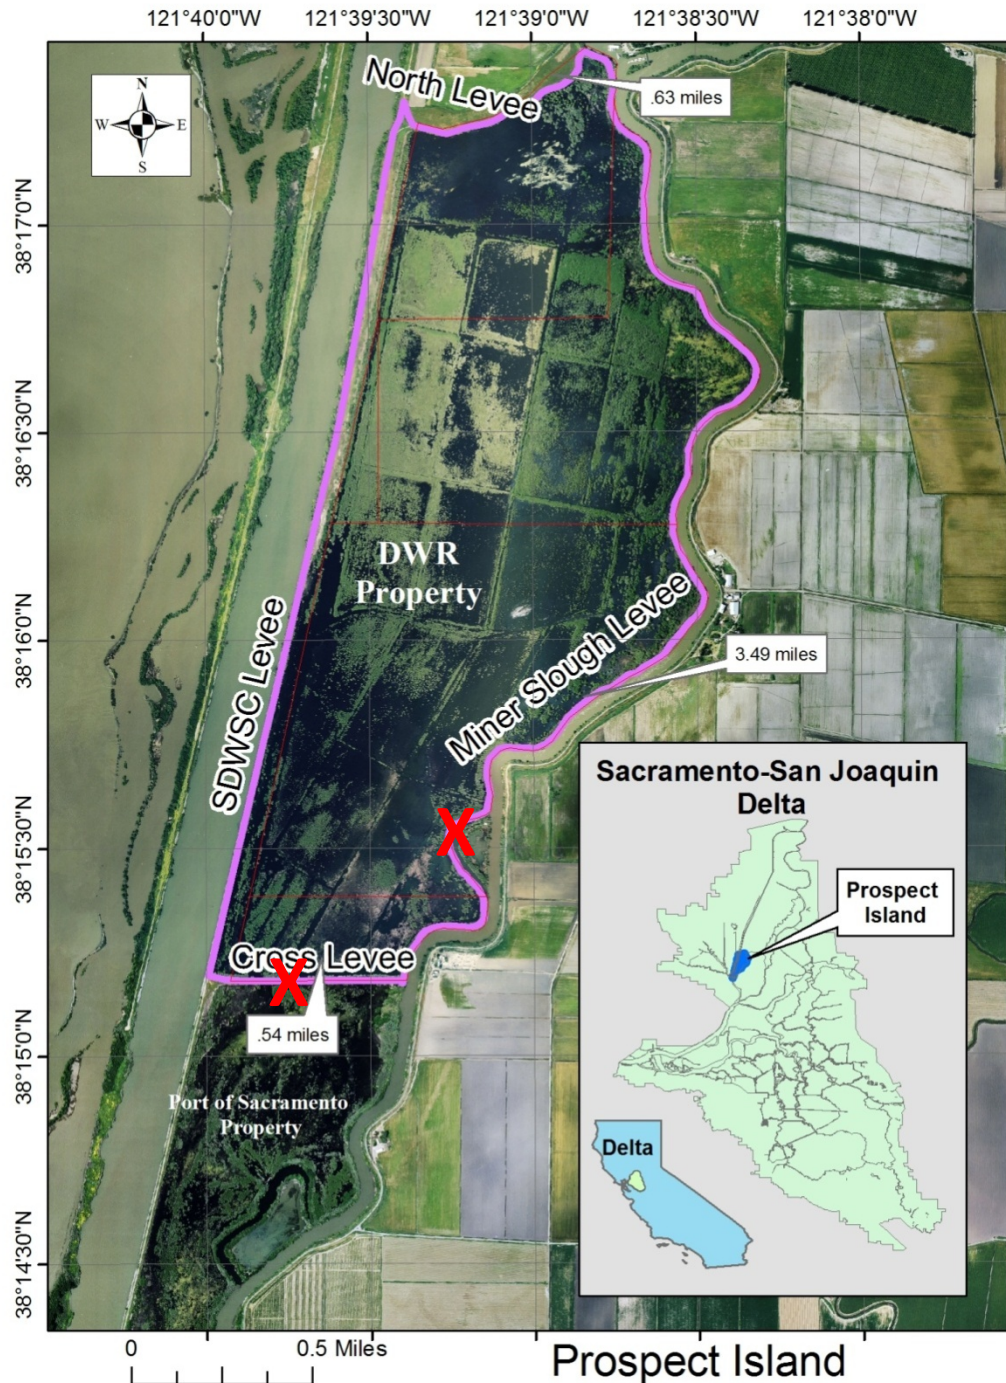 121°40'0"W
121°39'30"W
121°39'0"W
121°38'30"W
121°38'0"W
N
W
E
S
North Levee
.63 miles
38°17'0"N
38°16'30"N
DWR
Property
38°16'0"N
SDWSC Levee
Miner Slough Levee
3.49 miles
X
38°15'30"N
Cross Levee
X
.54 miles
38°15'0"N
Port of Sacramento
Property
38°14'30"N
Sacramento-San Joaquin
Delta
Prospect
Island
Delta
0
0.5 Miles
Prospect Island